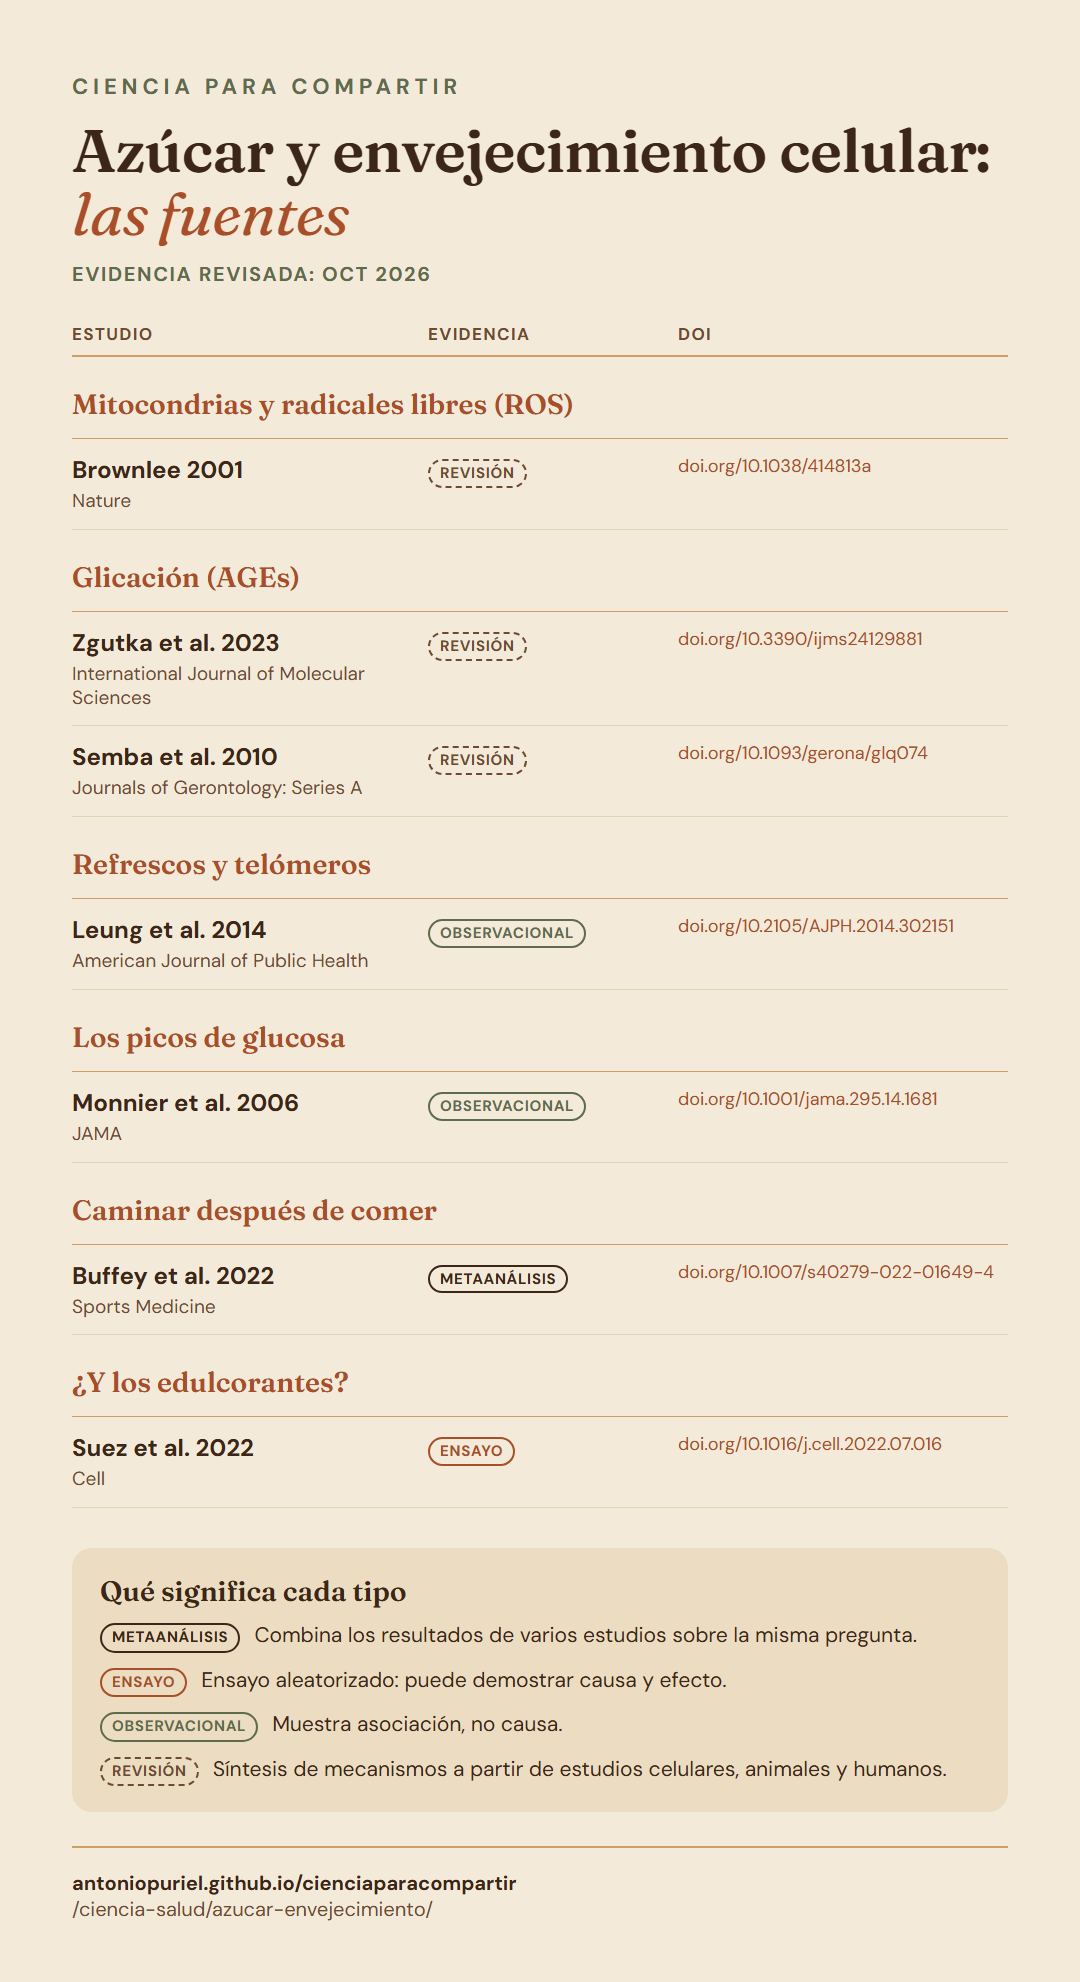 CIENCIA PARA COMPARTIR
Azúcar y envejecimiento celular:
las fuentes
EVIDENCIA REVISADA: OCT 2026
ESTUDIO EVIDENCIA DOI
Mitocondrias y radicales libres (ROS)
Brownlee 2001 REVISIÓN doi.org/10.1038/414813a
Nature
Glicación (AGEs)
Zgutka et al. 2023 REVISIÓN doi.org/10.3390/ijms24129881
International Journal of Molecular
Sciences
Semba et al. 2010 REVISIÓN doi.org/10.1093/gerona/glq074
Journals of Gerontology: Series A
Refrescos y telómeros
Leung et al. 2014 OBSERVACIONAL doi.org/10.2105/AJPH.2014.302151
American Journal of Public Health
Los picos de glucosa
Monnier et al. 2006 OBSERVACIONAL doi.org/10.1001/jama.295.14.1681
JAMA
Caminar después de comer
Buffey et al. 2022 METAANÁLISIS doi.org/10.1007/s40279-022-01649-4
Sports Medicine
¿Y los edulcorantes?
Suez et al. 2022 ENSAYO doi.org/10.1016/j.cell.2022.07.016
Cell
Qué significa cada tipo
METAANÁLISIS Combina los resultados de varios estudios sobre la misma pregunta.
ENSAYO Ensayo aleatorizado: puede demostrar causa y efecto.
OBSERVACIONAL Muestra asociación, no causa.
REVISIÓN Síntesis de mecanismos a partir de estudios celulares, animales y humanos.
antoniopuriel.github.io/cienciaparacompartir
/ciencia-salud/azucar-envejecimiento/